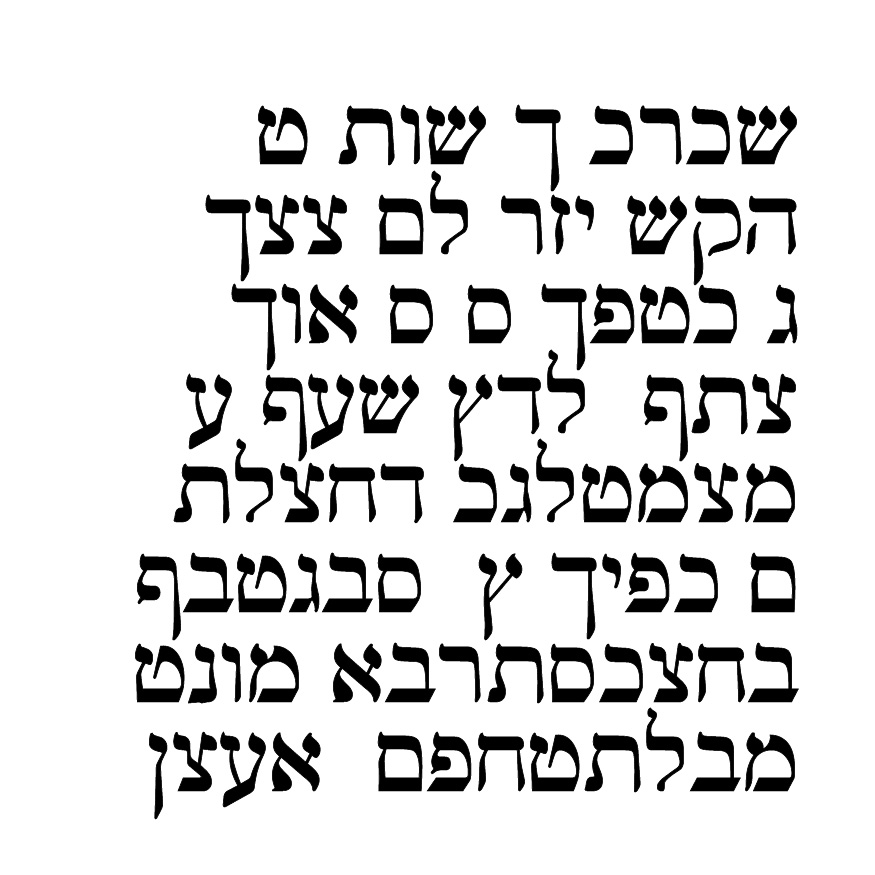 שכרכ ך שות ט
הקש יזר לם צצך
ג כטפך ם ם אוך
צתף  לדץ שעף ע
מצמטלגכ דחצלת
ם כפיך ץ  סבגטבף
בחצכסתרבא מונט
מבלתטחפם  אעצן